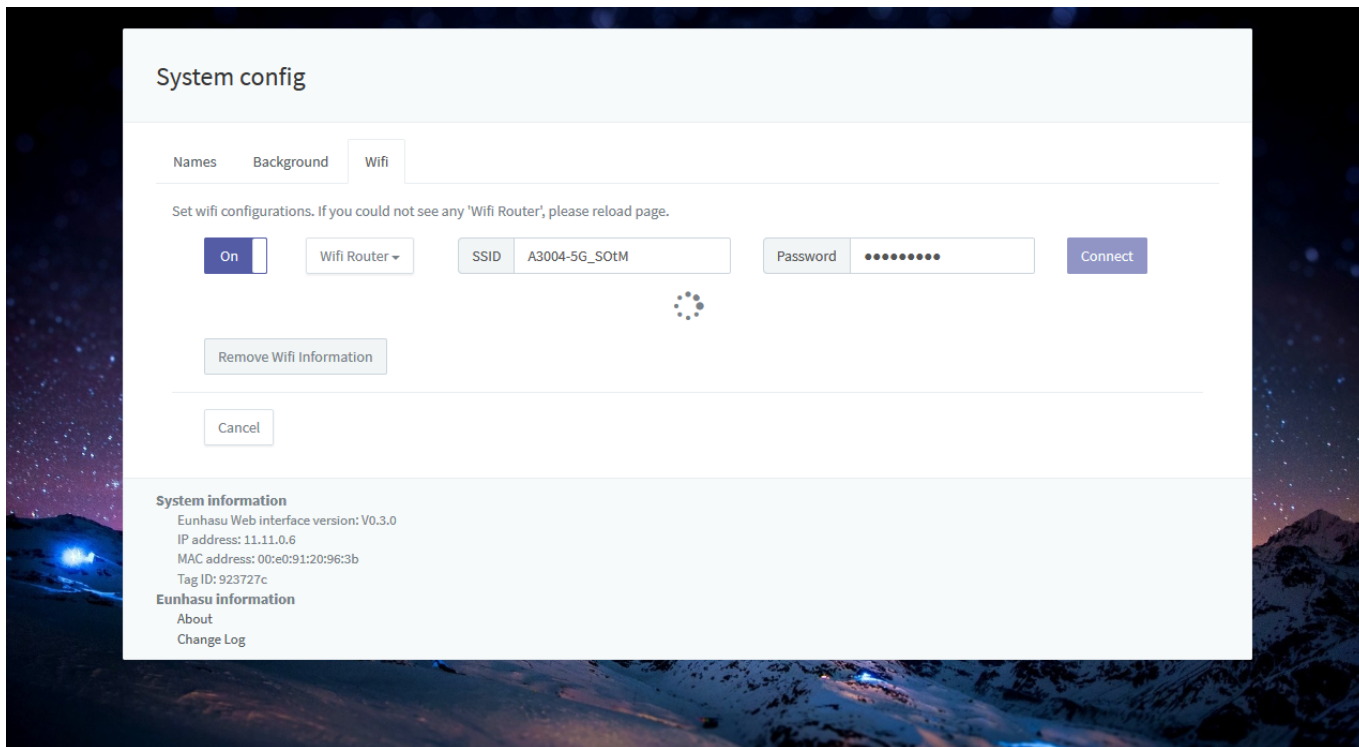 System config
Names Background Wifi
Set wifi configurations. If you could not see any 'Wifi Router', please reload page.
On Wifi Router SSID A3004-5G_SOtM Password ●●●●●●●●● Connect
Remove Wifi Information
Cancel
System information
Eunhasu Web interface version: V0.3.0
IP address: 11.11.0.6
MAC address: 00:e0:91:20:96:3b
Tag ID: 923727c
Eunhasu information
About
Change Log